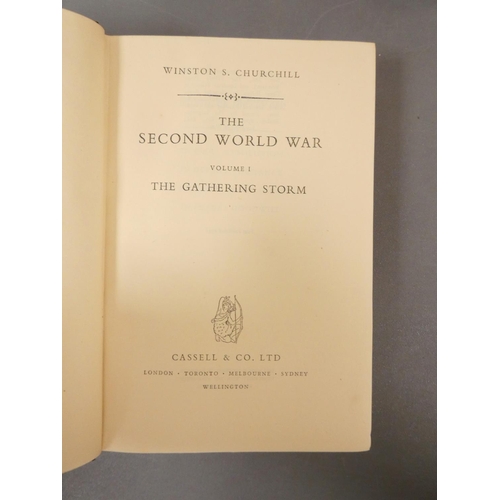 WINSTON S. CHURCHILL
THE
SECOND WORLD WAR
VOLUME I
THE GATHERING STORM
CASSELL & CO. LTD
LONDON · TORONTO · MELBOURNE · SYDNEY
WELLINGTON